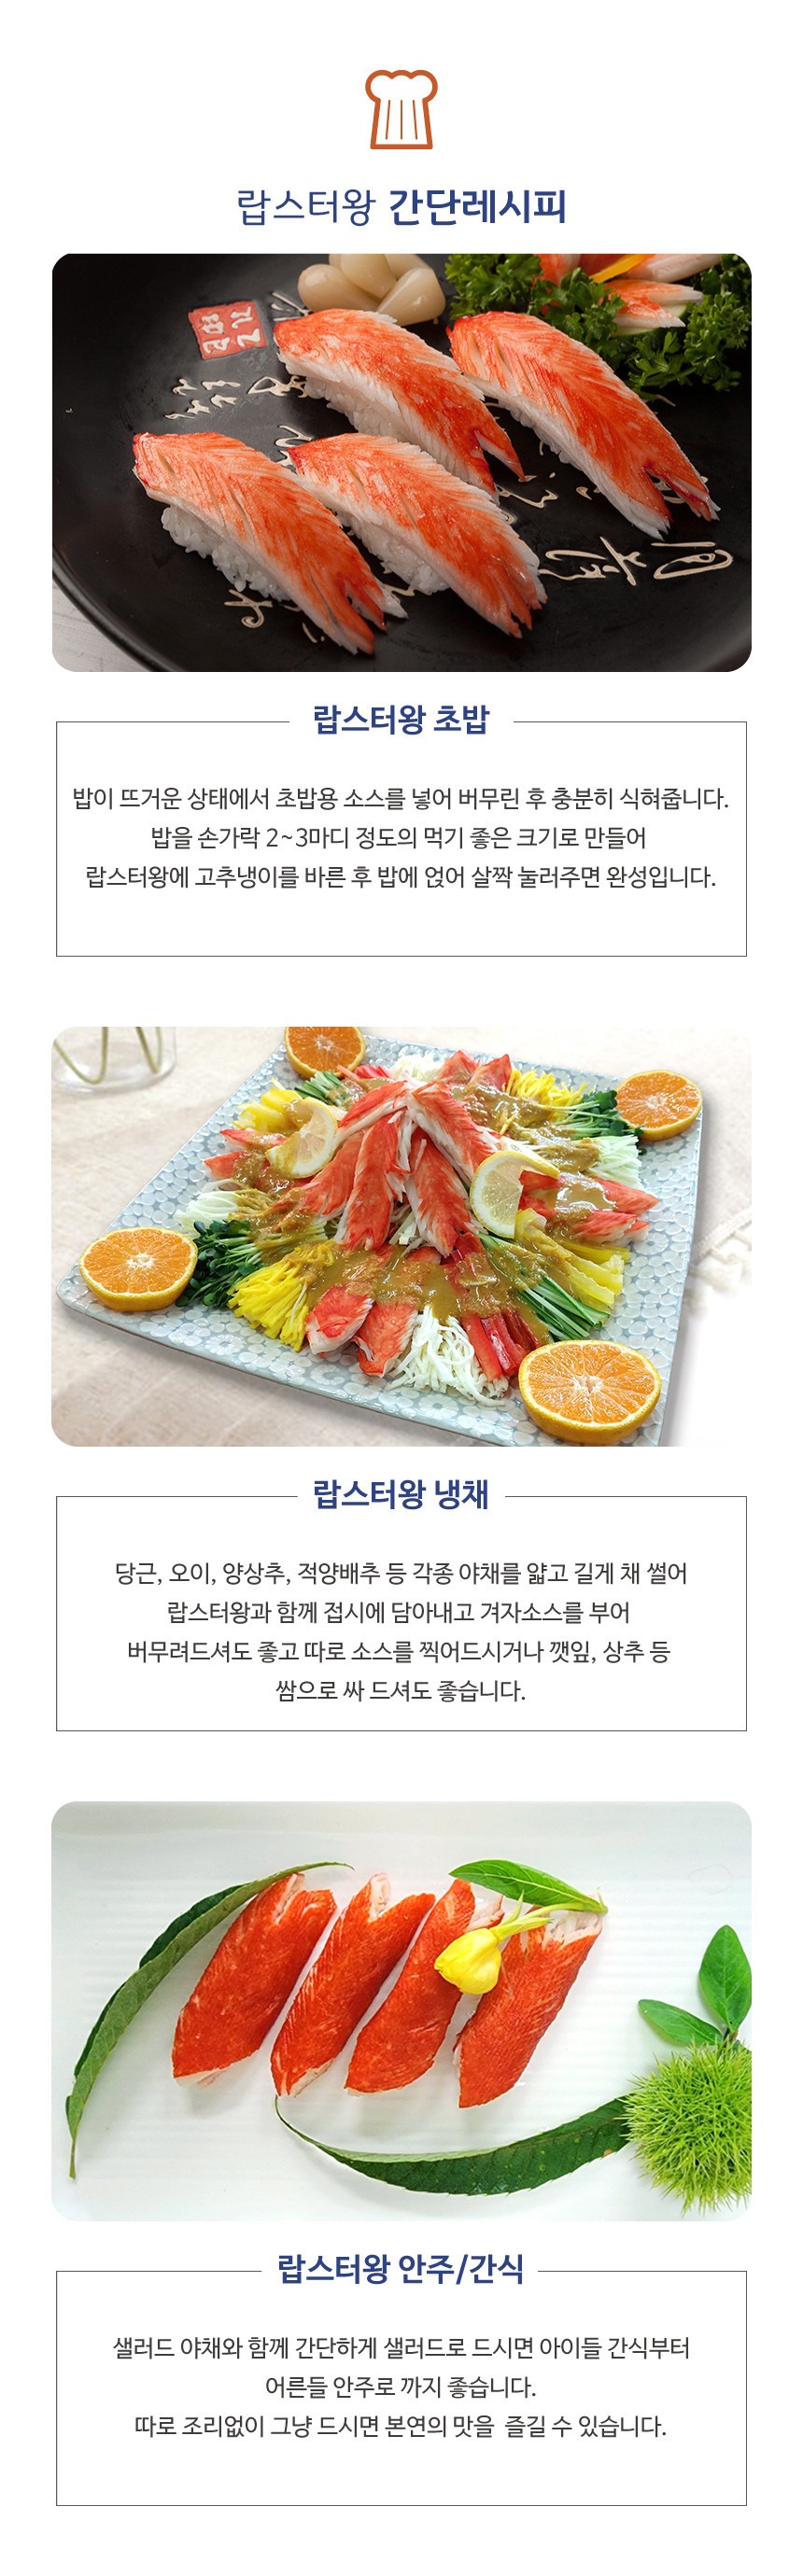 랍스터왕 간단레시피
랍스터왕 초밥
밥이 뜨거운 상태에서 초밥용 소스를 넣어 버무린 후 충분히 식혀줍니다.
밥을 손가락 2~3마디 정도의 먹기 좋은 크기로 만들어
랍스터왕에 고추냉이를 바른 후 밥에 얹어 살짝 눌러주면 완성입니다.
랍스터왕 냉채
당근, 오이, 양상추, 적양배추 등 각종 야채를 얇고 길게 채 썰어
랍스터왕과 함께 접시에 담아내고 겨자소스를 부어
버무려드셔도 좋고 따로 소스를 찍어드시거나 깻잎, 상추 등
쌈으로 싸 드셔도 좋습니다.
랍스터왕 안주/간식
샐러드 야채와 함께 간단하게 샐러드로 드시면 아이들 간식부터
어른들 안주로 까지 좋습니다.
따로 조리없이 그냥 드시면 본연의 맛을 즐길 수 있습니다.